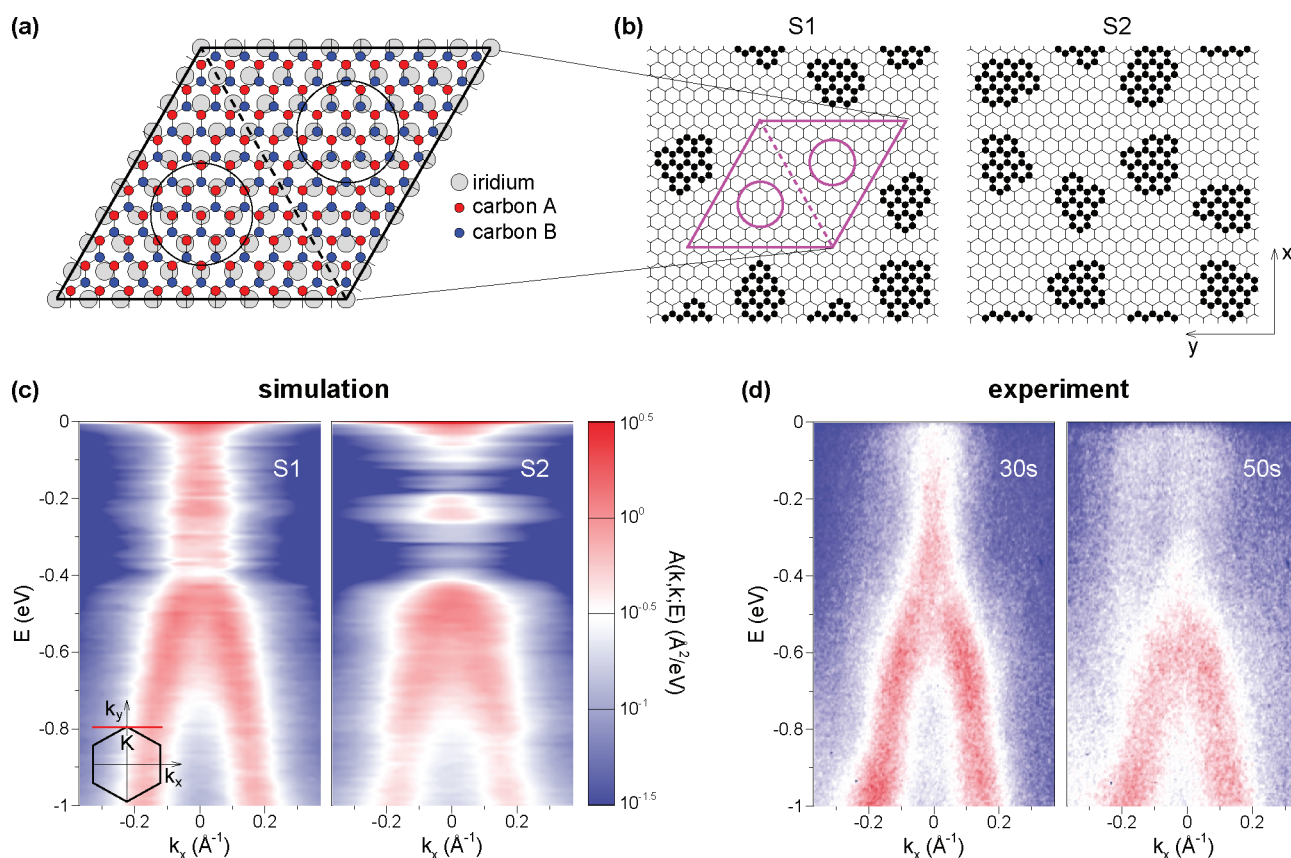 (a)
iridium
carbon A
carbon B
(b)
S1
S2
x
y
(c)
simulation
0
-0.2
-0.4
-0.6
-0.8
-1
E (eV)
S1
S2
k_y
K
k_x
-0.2 0 0.2
-0.2 0 0.2
k_x (Å⁻¹)
k_x (Å⁻¹)
10^0.5
10^0
10^-0.5
10^-1
10^-1.5
A(k,k;E) (Å²/eV)
(d)
experiment
0
-0.2
-0.4
-0.6
-0.8
-1
E (eV)
30s
50s
-0.2 0 0.2
-0.2 0 0.2
k_x (Å⁻¹)
k_x (Å⁻¹)